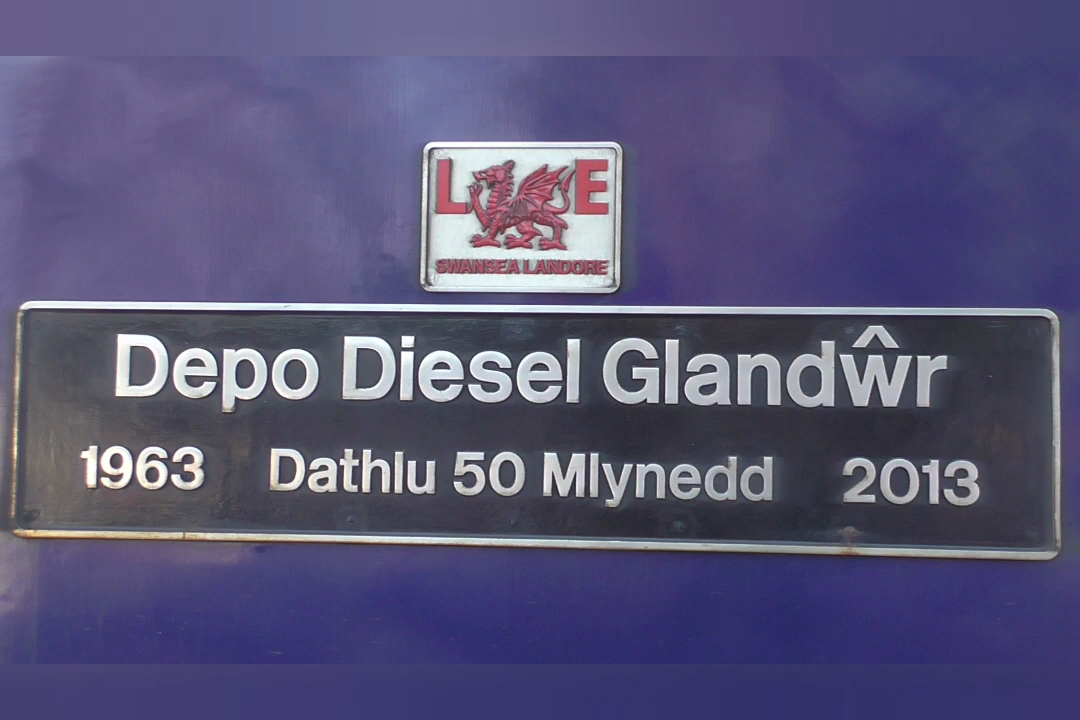 L E
SWANSEA LANDORE
Depo Diesel Glandŵr
1963 Dathlu 50 Mlynedd 2013